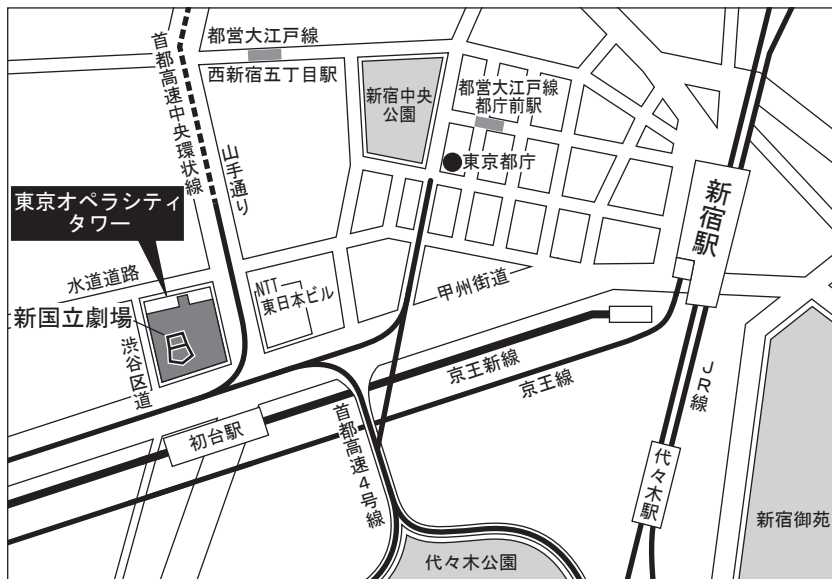 都営大江戸線
西新宿五丁目駅
首都高速中央環状線
山手通り
新宿中央
公園
都営大江戸線
都庁前駅
東京都庁
新宿駅
東京オペラシティ
タワー
水道道路
新国立劇場
渋谷区道
NTT
東日本ビル
甲州街道
京王新線
京王線
JR線
初台駅
首都高速4号線
代々木駅
代々木公園
新宿御苑